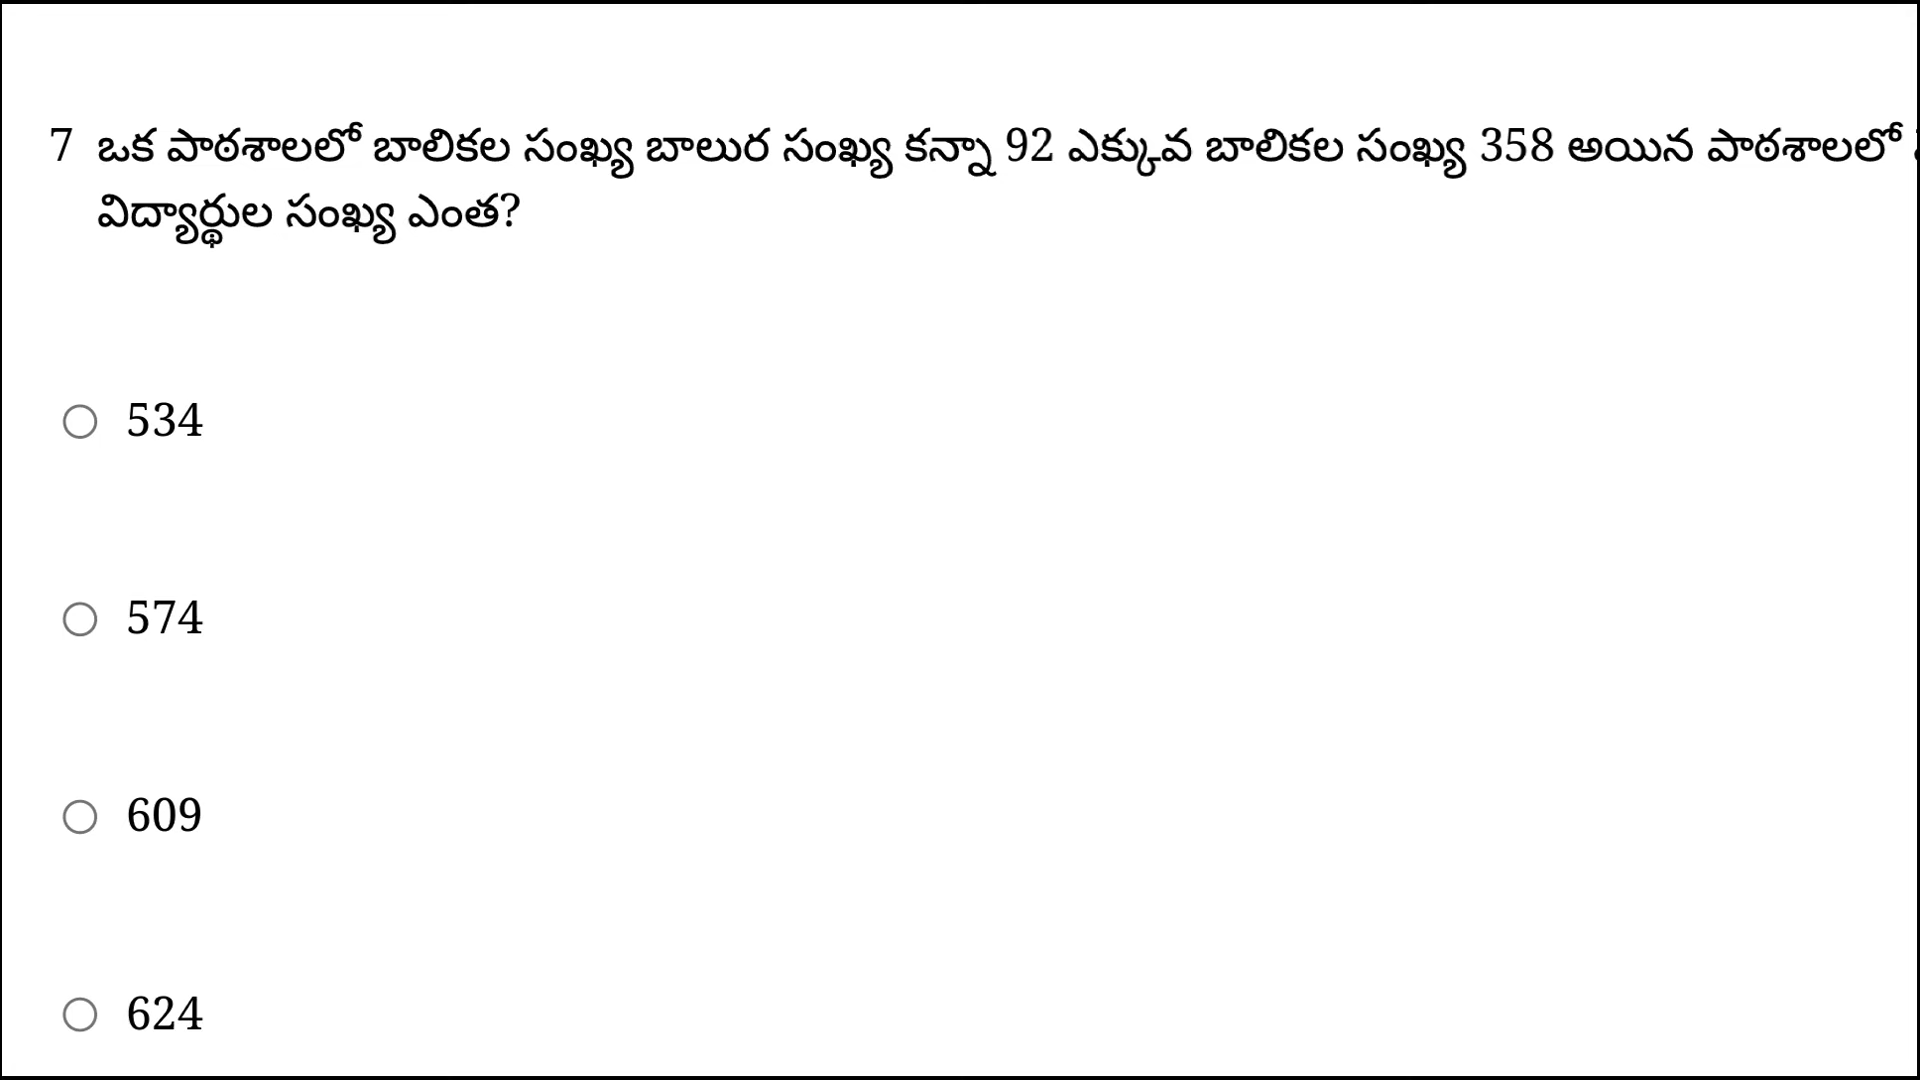 7 ఒక పాఠశాలలో బాలికల సంఖ్య బాలుర సంఖ్య కన్నా 92 ఎక్కువ బాలికల సంఖ్య 358 అయిన పాఠశాలలో
విద్యార్థుల సంఖ్య ఎంత?
534
574
609
624